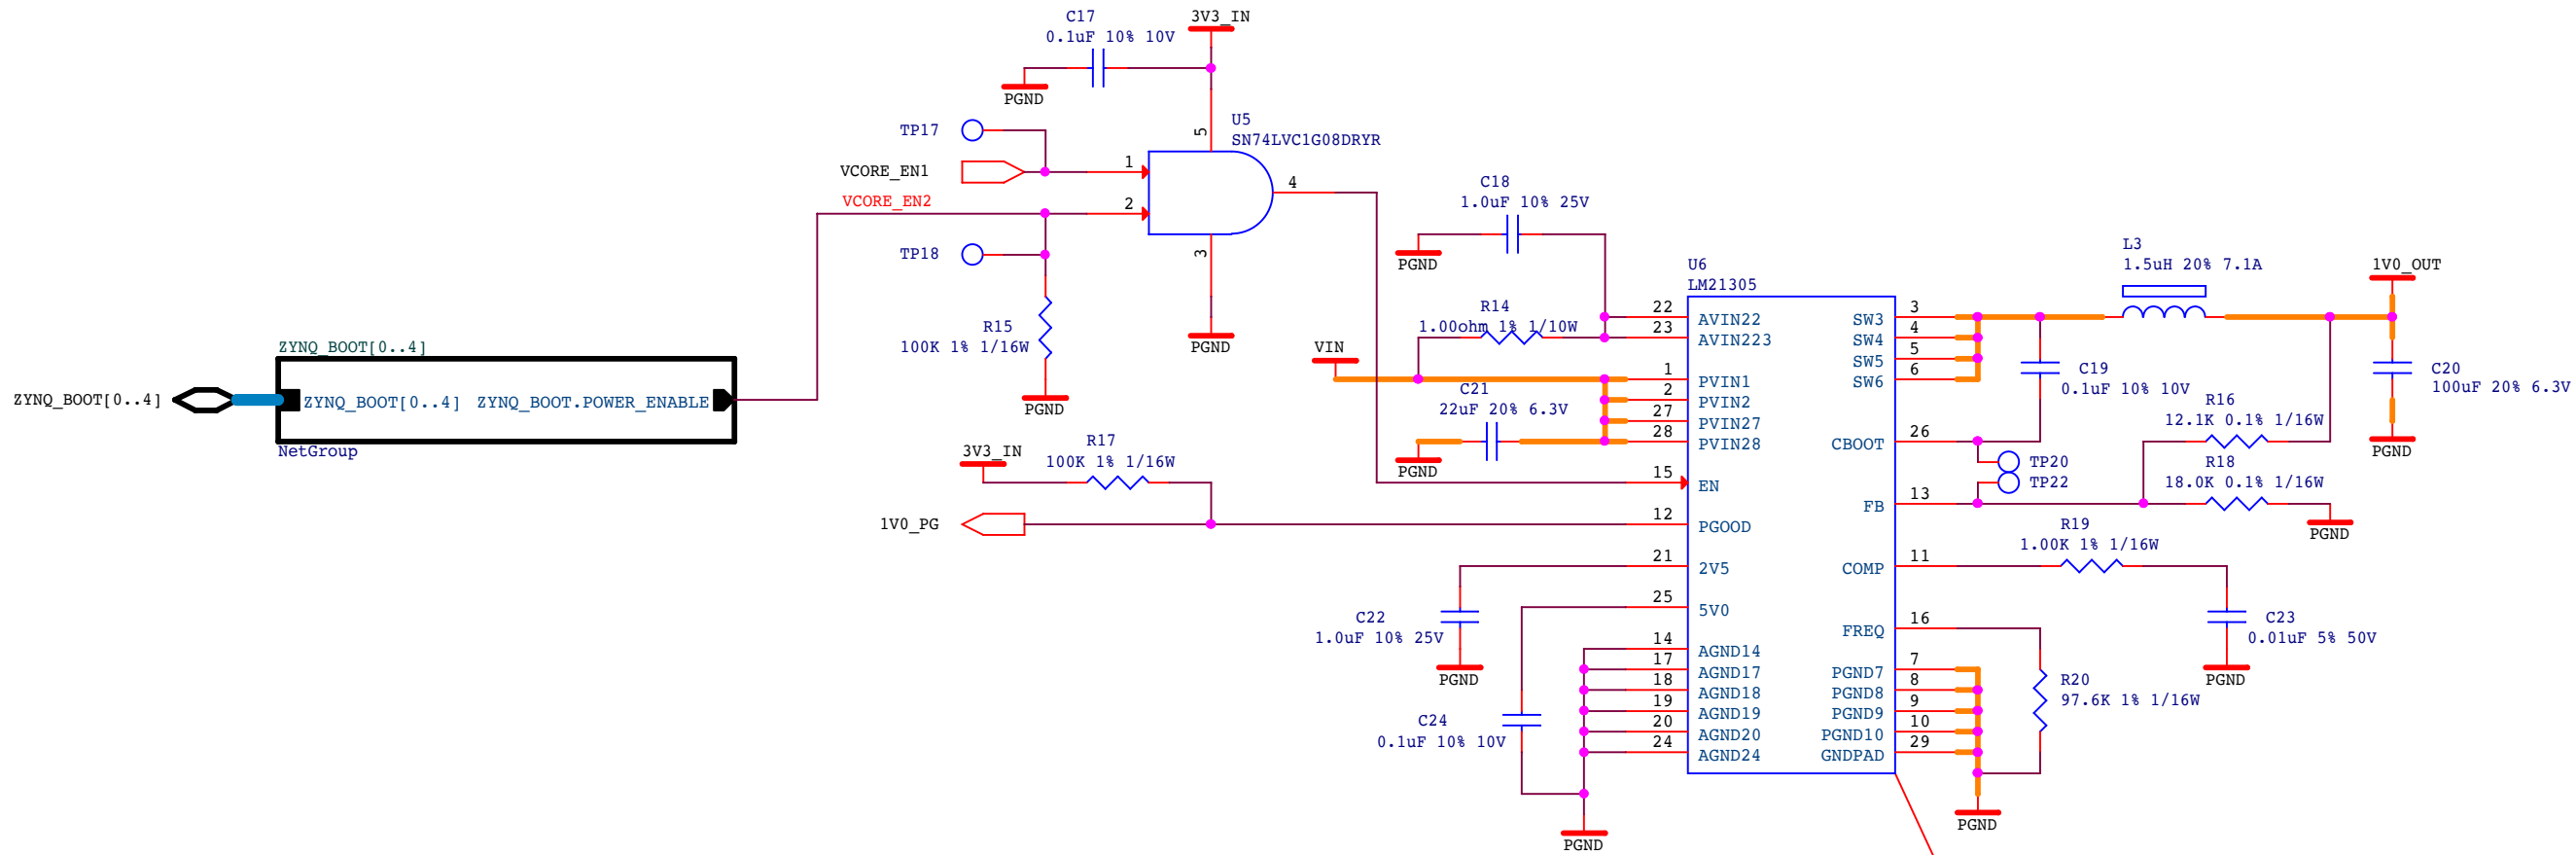 C17
0.1uF 10% 10V
3V3_IN
PGND
TP17
U5
SN74LVC1G08DRYR
5
VCORE_EN1
1
VCORE_EN2
2
4
TP18
3
R15
100K 1% 1/16W
PGND
PGND
C18
1.0uF 10% 25V
PGND
U6
LM21305
L3
1.5uH 20% 7.1A
1V0_OUT
R14
1.00ohm 1% 1/10W
VIN
C21
22uF 20% 6.3V
PGND
ZYNQ_BOOT[0..4]
ZYNQ_BOOT[0..4]
ZYNQ_BOOT[0..4]
ZYNQ_BOOT.POWER_ENABLE
NetGroup
3V3_IN
R17
100K 1% 1/16W
1V0_PG
22
AVIN22
23
AVIN223
1
PVIN1
2
PVIN2
27
PVIN27
28
PVIN28
15
EN
12
PGOOD
21
2V5
25
5V0
14
AGND14
17
AGND17
18
AGND18
19
AGND19
20
AGND20
24
AGND24
SW3
3
SW4
4
SW5
5
SW6
6
CBOOT
26
FB
13
COMP
11
FREQ
16
PGND7
7
PGND8
8
PGND9
9
PGND10
10
GNDPAD
29
C19
0.1uF 10% 10V
C20
100uF 20% 6.3V
PGND
R16
12.1K 0.1% 1/16W
TP20
TP22
R18
18.0K 0.1% 1/16W
PGND
R19
1.00K 1% 1/16W
C23
0.01uF 5% 50V
PGND
R20
97.6K 1% 1/16W
PGND
C22
1.0uF 10% 25V
PGND
C24
0.1uF 10% 10V
PGND